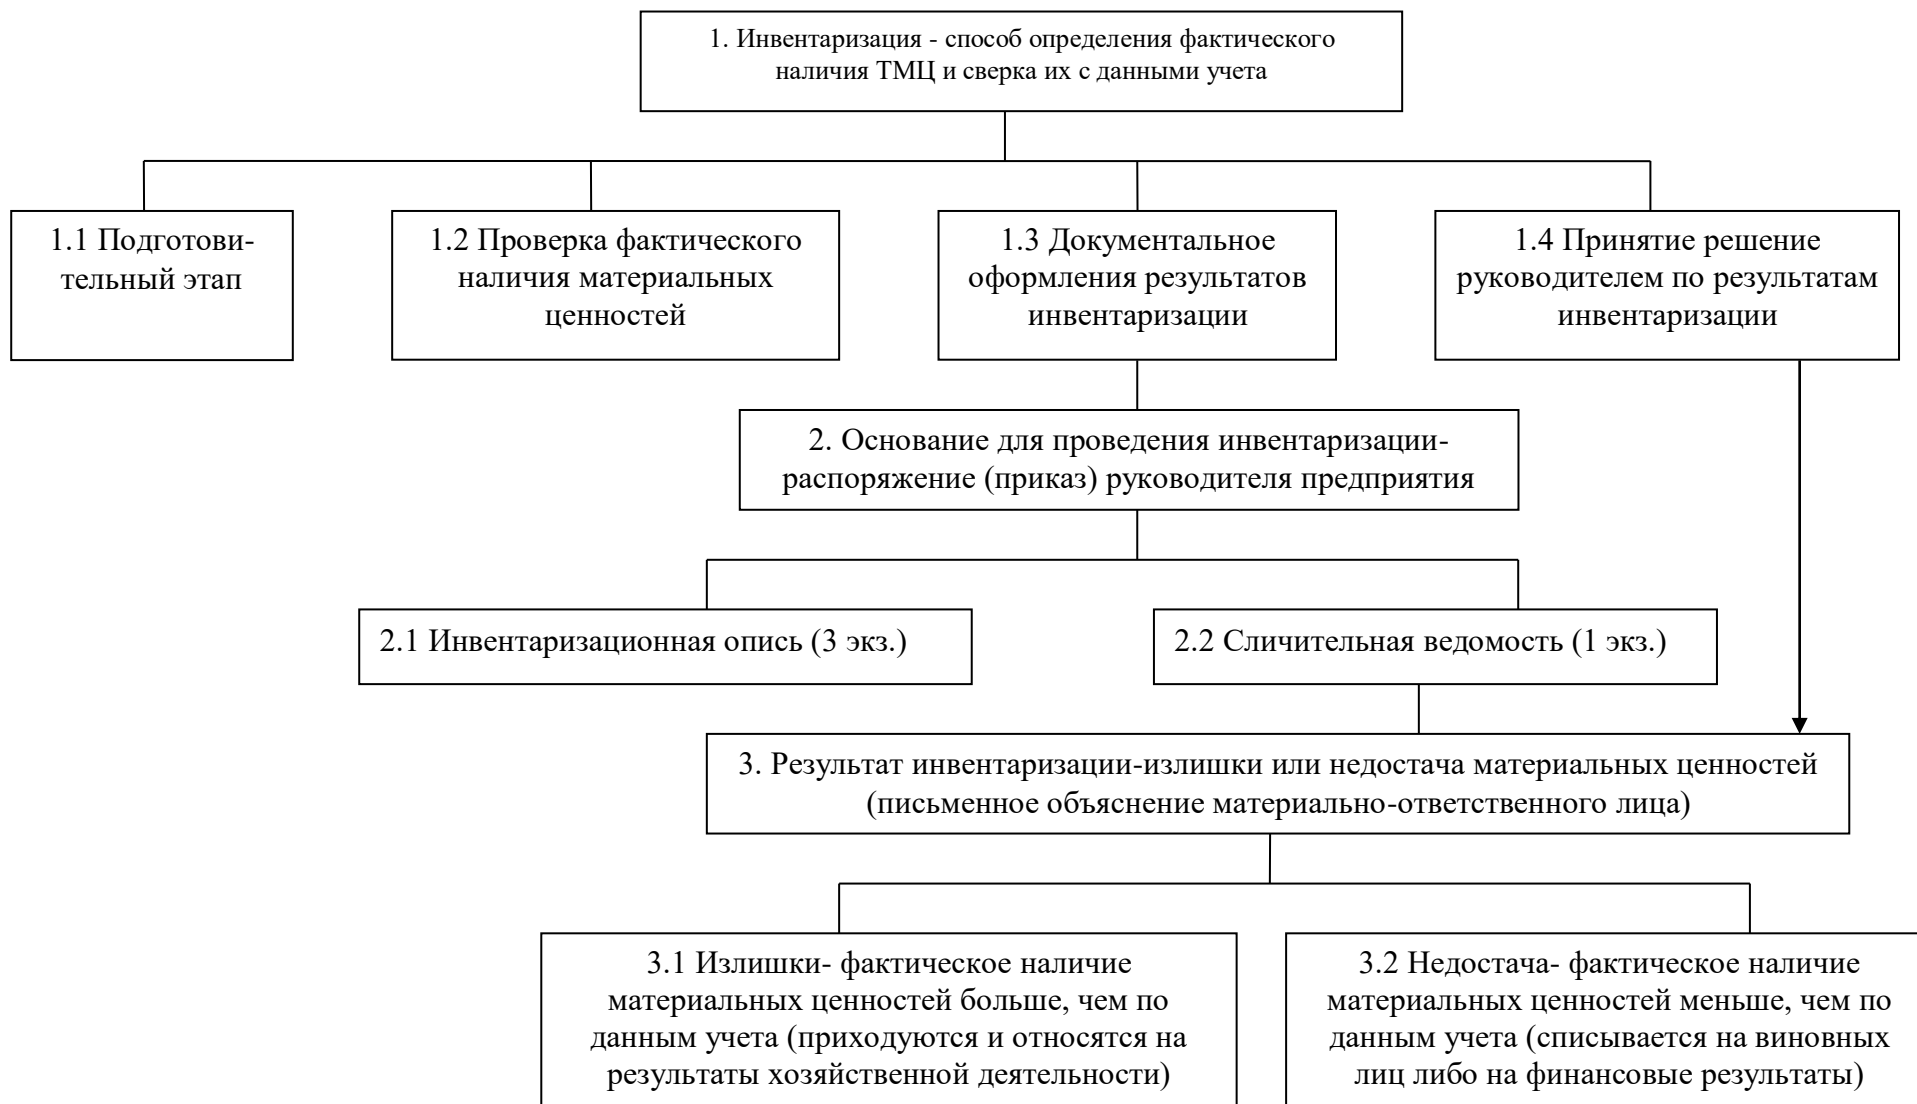 1. Инвентаризация - способ определения фактического
наличия ТМЦ и сверка их с данными учета
1.1 Подготови-
тельный этап
1.2 Проверка фактического
наличия материальных
ценностей
1.3 Документальное
оформления результатов
инвентаризации
1.4 Принятие решение
руководителем по результатам
инвентаризации
2. Основание для проведения инвентаризации-
распоряжение (приказ) руководителя предприятия
2.1 Инвентаризационная опись (3 экз.)
2.2 Сличительная ведомость (1 экз.)
3. Результат инвентаризации-излишки или недостача материальных ценностей
(письменное объяснение материально-ответственного лица)
3.1 Излишки- фактическое наличие
материальных ценностей больше, чем по
данным учета (приходуются и относятся на
результаты хозяйственной деятельности)
3.2 Недостача- фактическое наличие
материальных ценностей меньше, чем по
данным учета (списывается на виновных
лиц либо на финансовые результаты)